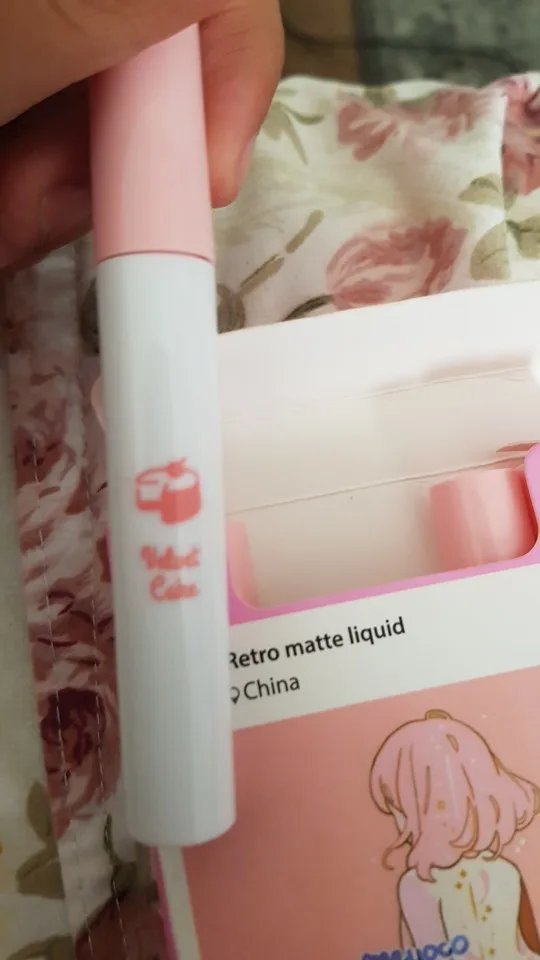 Velvet
Cake
Retro matte liquid
China